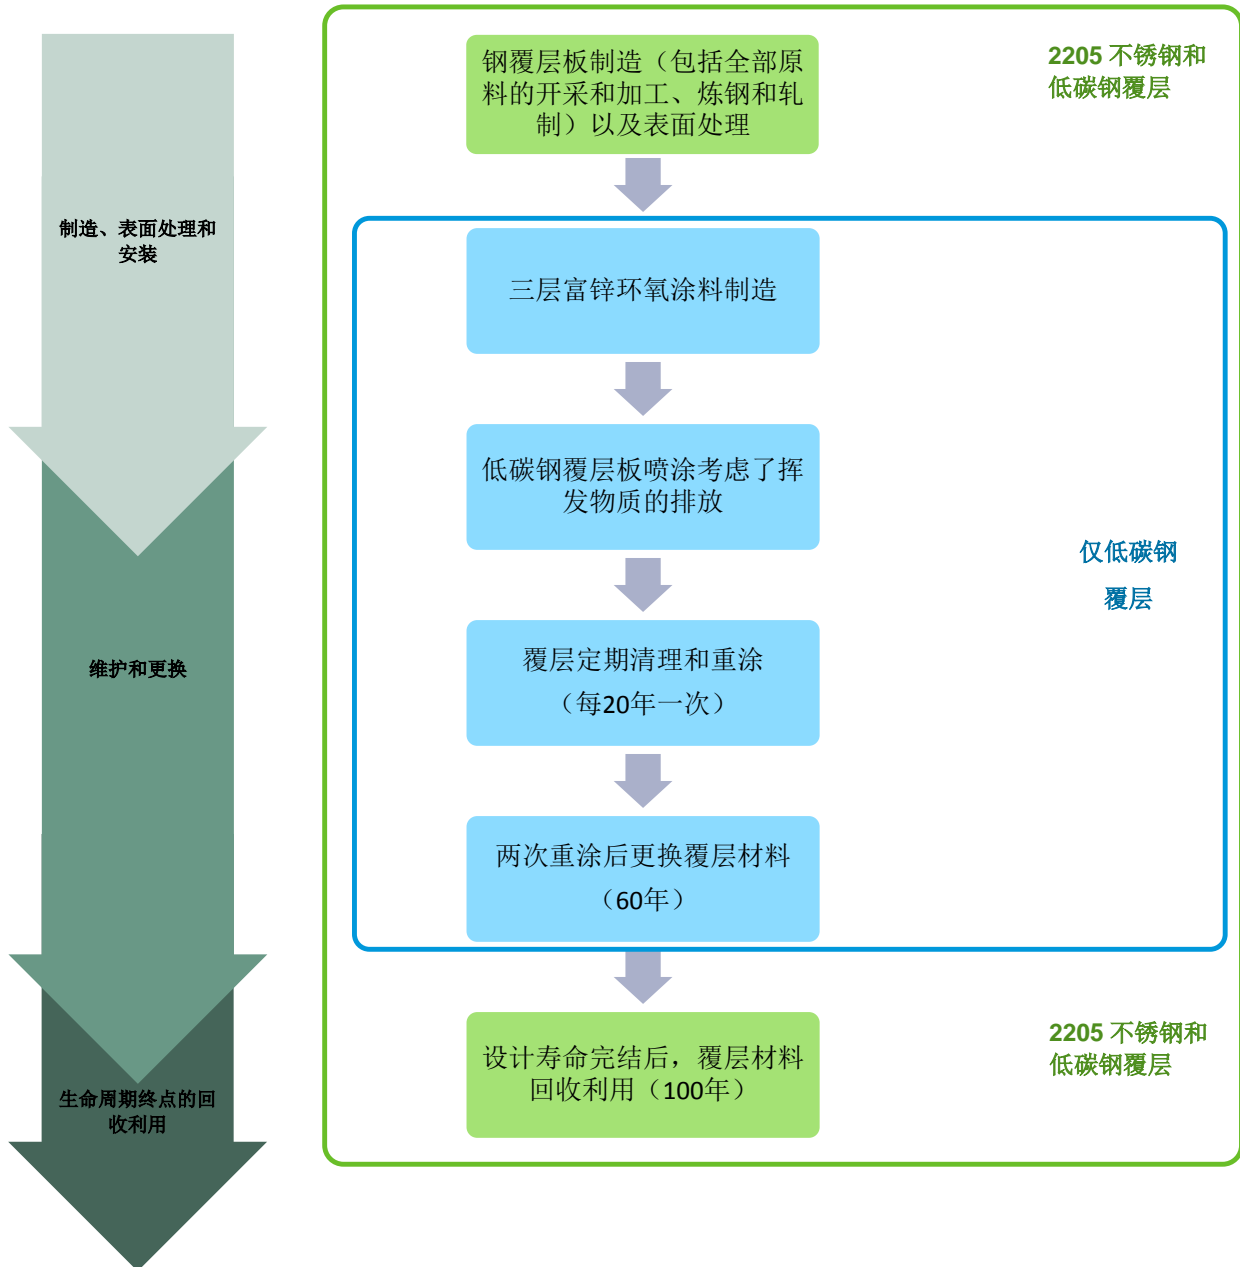 钢覆层板制造（包括全部原
料的开采和加工、炼钢和轧
制）以及表面处理
2205 不锈钢和
低碳钢覆层
制造、表面处理和
安装
三层富锌环氧涂料制造
低碳钢覆层板喷涂考虑了挥
发物质的排放
仅低碳钢
覆层
维护和更换
覆层定期清理和重涂
（每20年一次）
两次重涂后更换覆层材料
（60年）
设计寿命完结后，覆层材料
回收利用（100年）
2205 不锈钢和
低碳钢覆层
生命周期终点的回
收利用